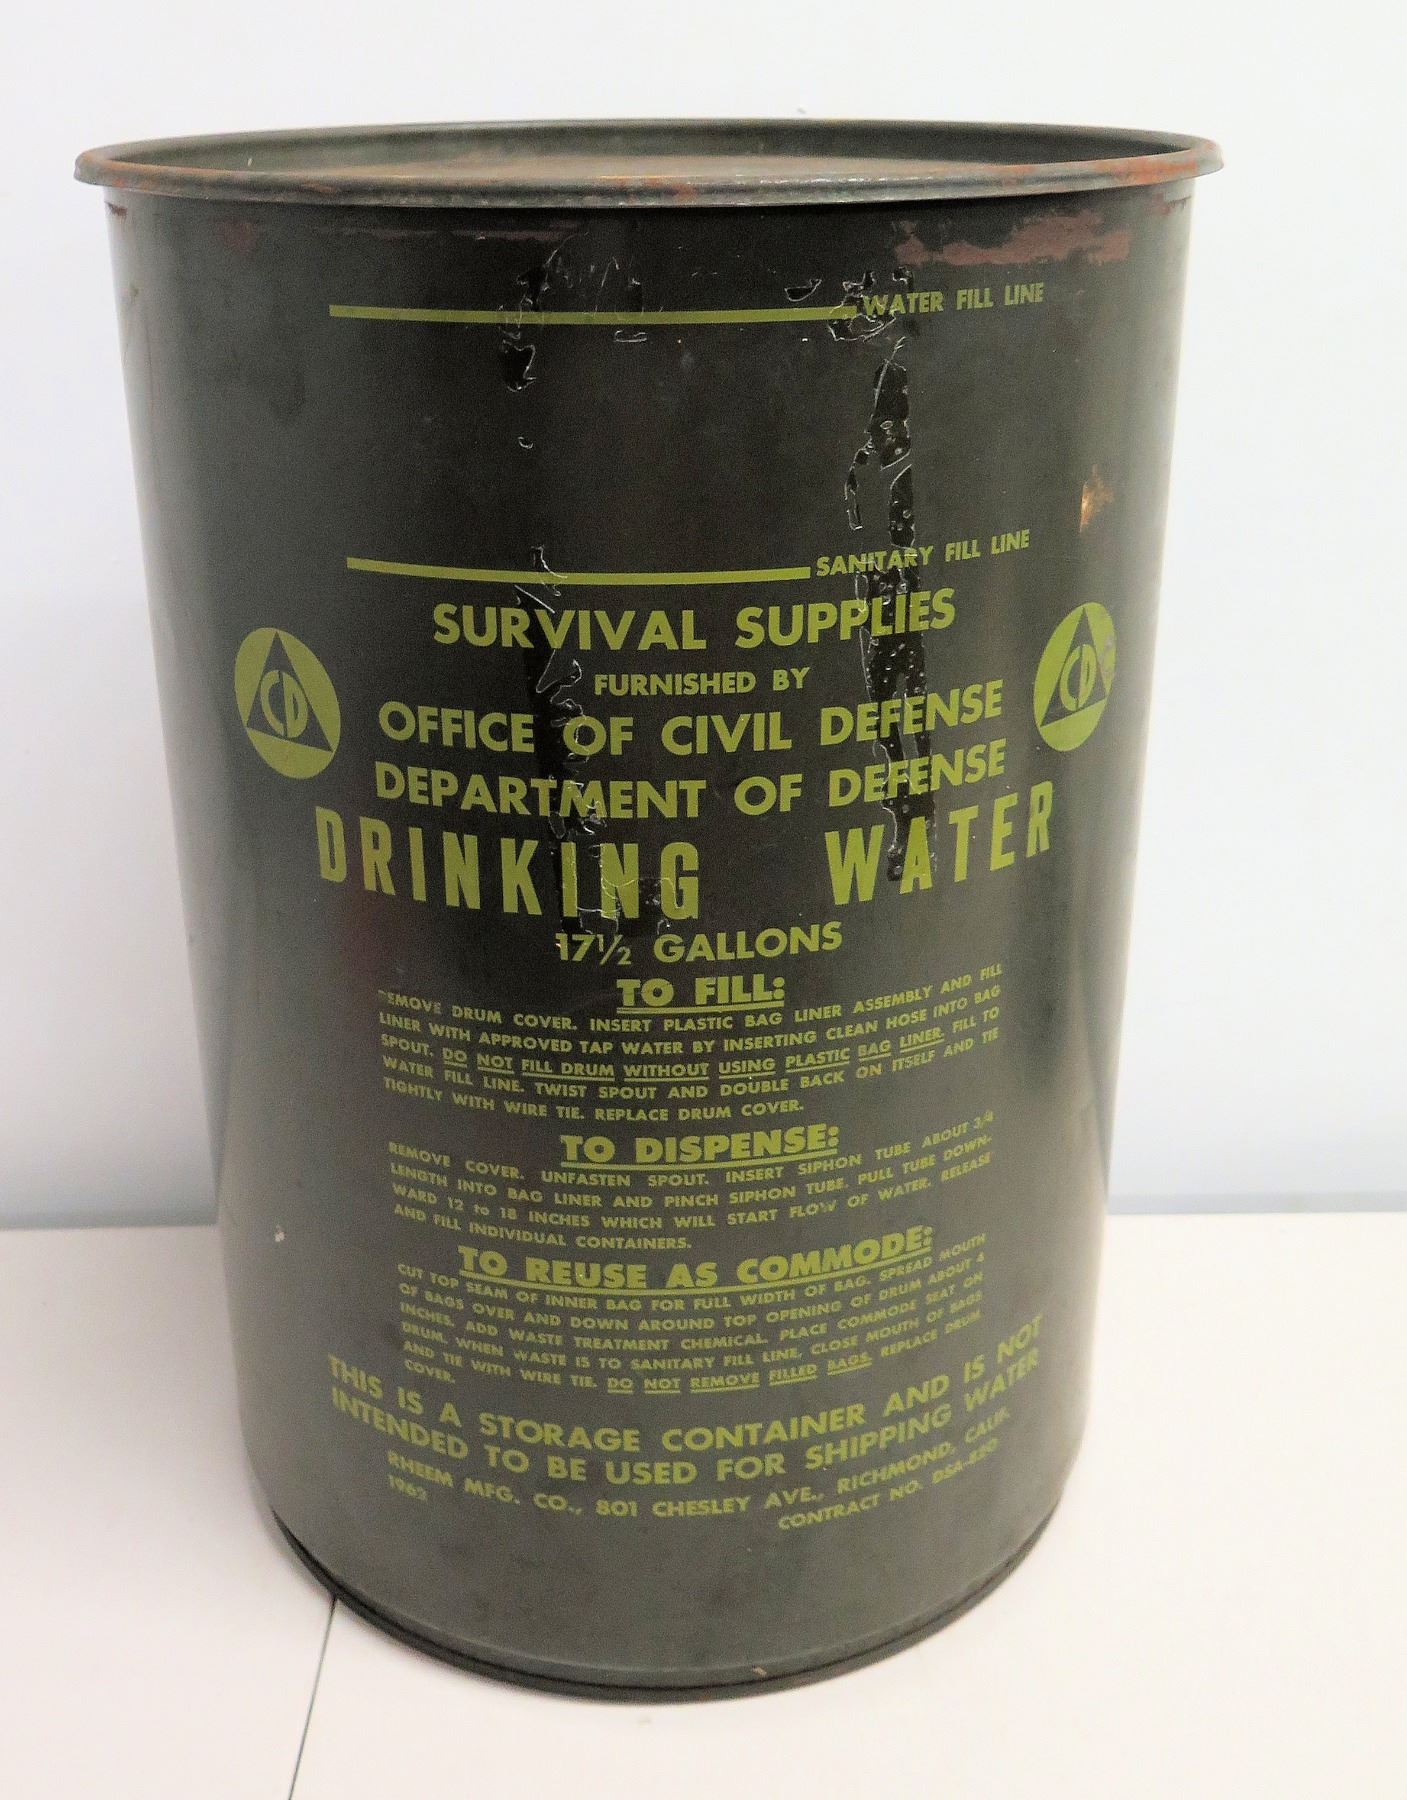 WATER FILL LINE
SANITARY FILL LINE
SURVIVAL SUPPLIES
FURNISHED BY
CD
OFFICE OF CIVIL DEFENSE
CD
DEPARTMENT OF DEFENSE
DRINKING WATER
17½ GALLONS
TO FILL:
REMOVE DRUM COVER. INSERT PLASTIC BAG LINER ASSEMBLY AND FILL
LINER WITH APPROVED TAP WATER BY INSERTING CLEAN HOSE INTO BAG
SPOUT. DO NOT FILL DRUM WITHOUT USING PLASTIC BAG LINER. FILL TO
WATER FILL LINE. TWIST SPOUT AND DOUBLE BACK ON ITSELF AND TIE
TIGHTLY WITH WIRE TIE. REPLACE DRUM COVER.
TO DISPENSE:
REMOVE COVER. UNFASTEN SPOUT. INSERT SIPHON TUBE ABOUT 3/4
LENGTH INTO BAG LINER AND PINCH SIPHON TUBE. PULL TUBE DOWN-
WARD 12 to 18 INCHES WHICH WILL START FLOW OF WATER. RELEASE
AND FILL INDIVIDUAL CONTAINERS.
TO REUSE AS COMMODE:
CUT TOP SEAM OF INNER BAG FOR FULL WIDTH OF BAG. SPREAD MOUTH
OF BAGS OVER AND DOWN AROUND TOP OPENING OF DRUM ABOUT 4
INCHES. ADD WASTE TREATMENT CHEMICAL. PLACE COMMODE SEAT ON
DRUM. WHEN WASTE IS TO SANITARY FILL LINE, CLOSE MOUTH OF BAGS
AND TIE WITH WIRE TIE. DO NOT REMOVE FILLED BAGS. REPLACE DRUM
COVER.
THIS IS A STORAGE CONTAINER AND IS NOT
INTENDED TO BE USED FOR SHIPPING WATER
RHEEM MFG. CO., 801 CHESLEY AVE., RICHMOND, CALIF.
1962 CONTRACT NO. DSA-820